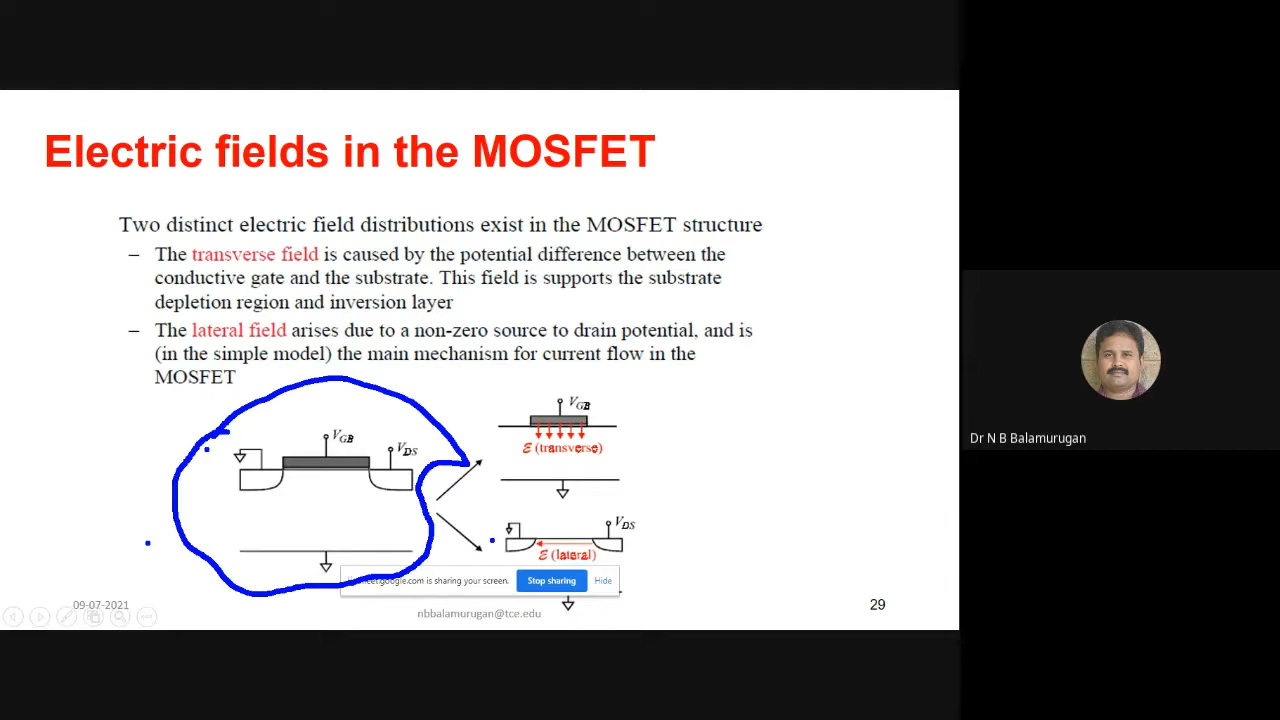 Electric fields in the MOSFET
Two distinct electric field distributions exist in the MOSFET structure
– The transverse field is caused by the potential difference between the
conductive gate and the substrate. This field is supports the substrate
depletion region and inversion layer
– The lateral field arises due to a non-zero source to drain potential, and is
(in the simple model) the main mechanism for current flow in the
MOSFET
VGB
VDS
VGB
ℰ (transverse)
VDS
ℰ (lateral)
is sharing your screen.
Stop sharing
Hide
09-07-2021
nbbalamurugan@tce.edu
29
Dr N B Balamurugan